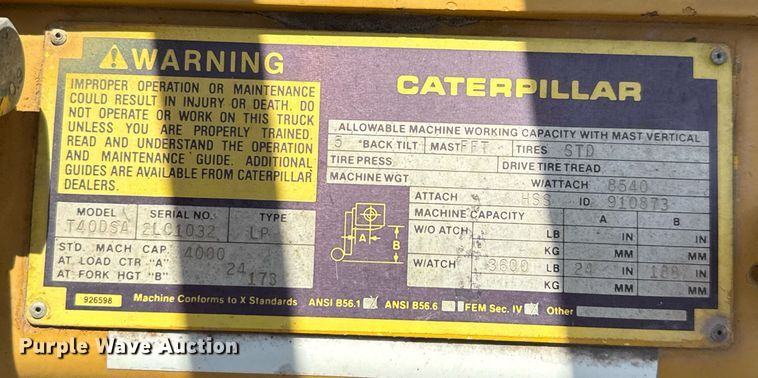 WARNING
IMPROPER OPERATION OR MAINTENANCE
COULD RESULT IN INJURY OR DEATH. DO
NOT OPERATE OR WORK ON THIS TRUCK
UNLESS YOU ARE PROPERLY TRAINED.
READ AND UNDERSTAND THE OPERATION
AND MAINTENANCE GUIDE. ADDITIONAL
GUIDES ARE AVAILABLE FROM CATERPILLAR
DEALERS.
MODEL SERIAL NO. TYPE
T40DSA 2LC1032 LP
STD. MACH CAP. 4000
AT LOAD CTR "A" 24
AT FORK HGT "B" 173
CATERPILLAR
ALLOWABLE MACHINE WORKING CAPACITY WITH MAST VERTICAL
5 °BACK TILT MAST FFT TIRES STD
TIRE PRESS DRIVE TIRE TREAD
MACHINE WGT W/ATTACH 8540
ATTACH HSS ID 910873
MACHINE CAPACITY A B
W/O ATCH LB IN IN
KG MM MM
W/ATCH 3600 LB 24 IN 188 IN
KG MM MM
A
B
926598 Machine Conforms to X Standards ANSI B56.1 ANSI B56.6 FEM Sec. IV Other
Purple Wave Auction